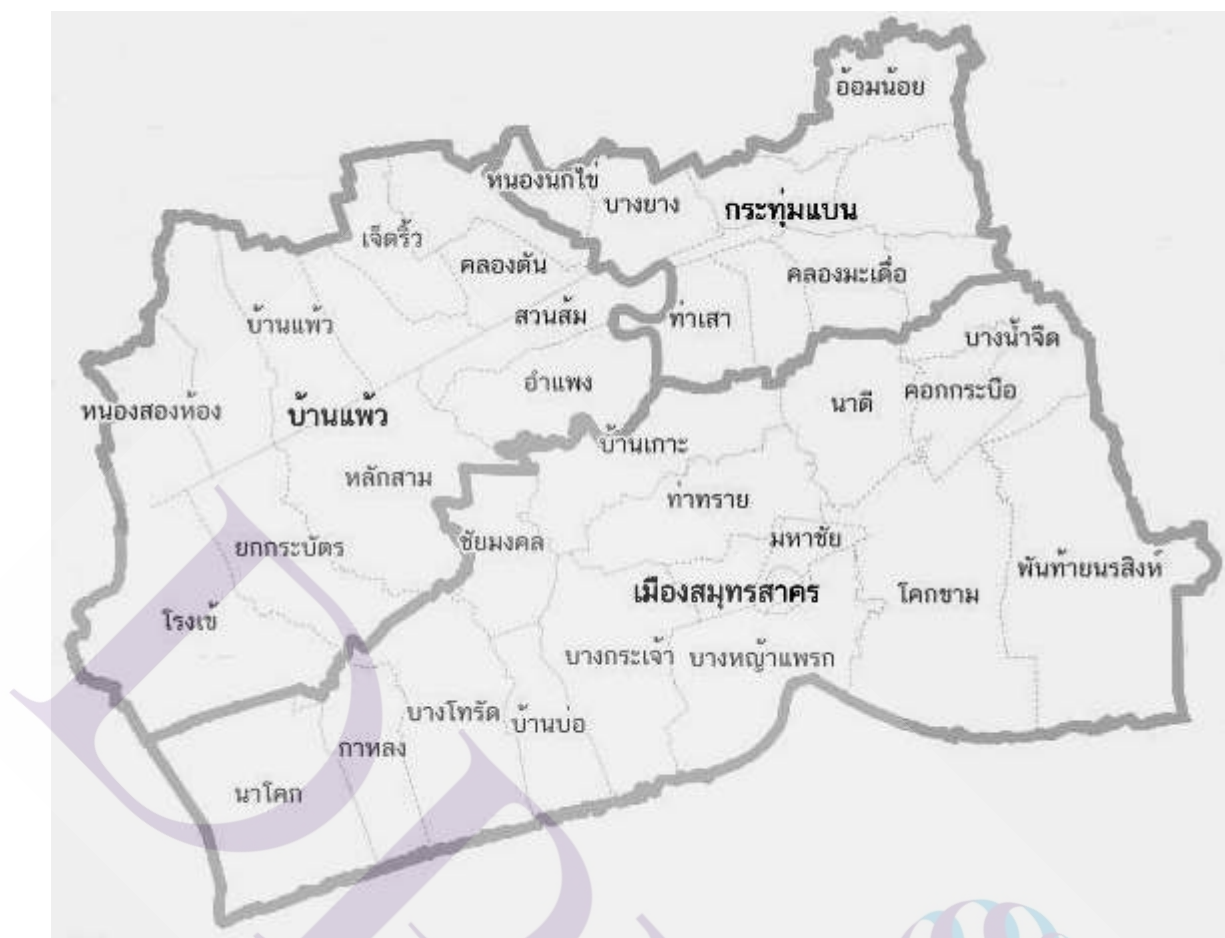 อ้อมน้อย
หนองนกไข่
บางยาง
กระทุ่มแบน
เจ็ดริ้ว
คลองตัน
คลองมะเดื่อ
สวนส้ม
ท่าเสา
บ้านแพ้ว
บางน้ำจืด
อำแพง
นาดี
คอกกระบือ
หนองสองห้อง
บ้านแพ้ว
บ้านเกาะ
หลักสาม
ท่าทราย
ยกกระบัตร
ชัยมงคล
มหาชัย
พันท้ายนรสิงห์
เมืองสมุทรสาคร
โคกขาม
โรงเข้
บางกระเจ้า
บางหญ้าแพรก
บางโทรัด
บ้านบ่อ
กาหลง
นาโคก